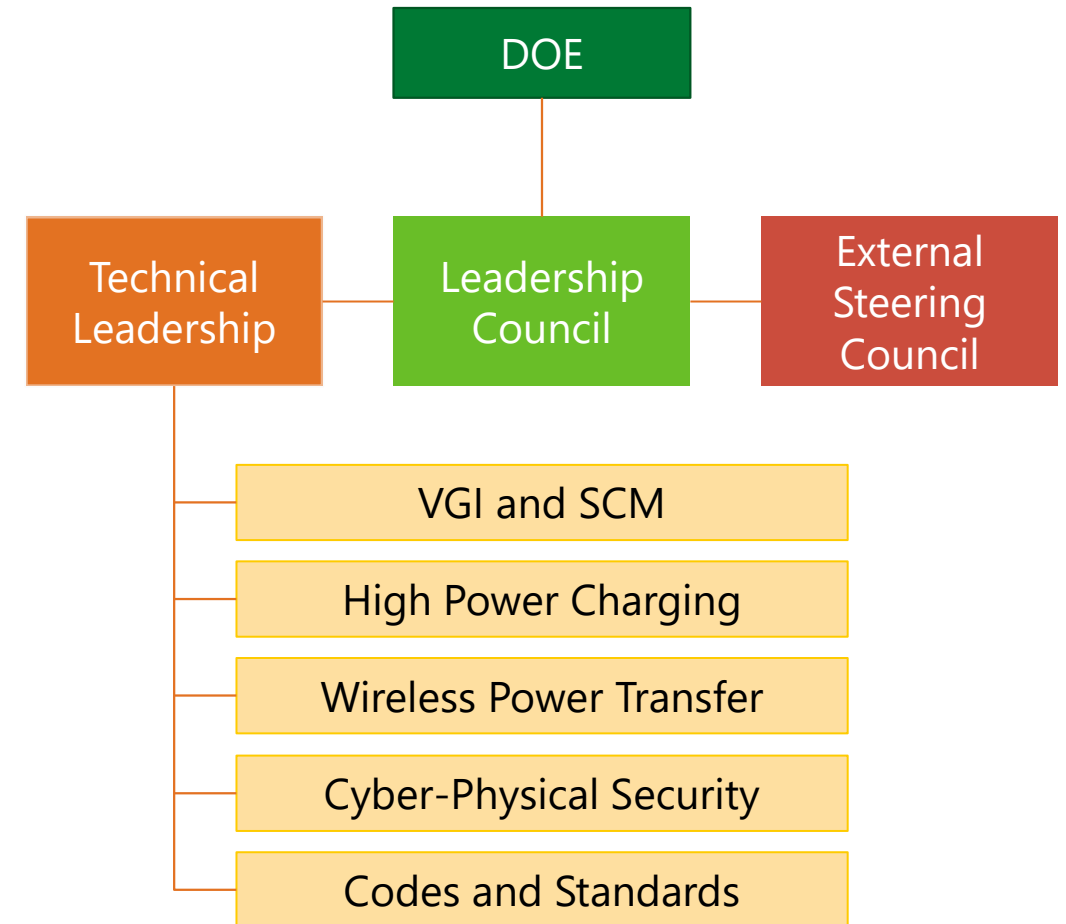 DOE
Technical
Leadership
Leadership
Council
External
Steering
Council
VGI and SCM
High Power Charging
Wireless Power Transfer
Cyber-Physical Security
Codes and Standards